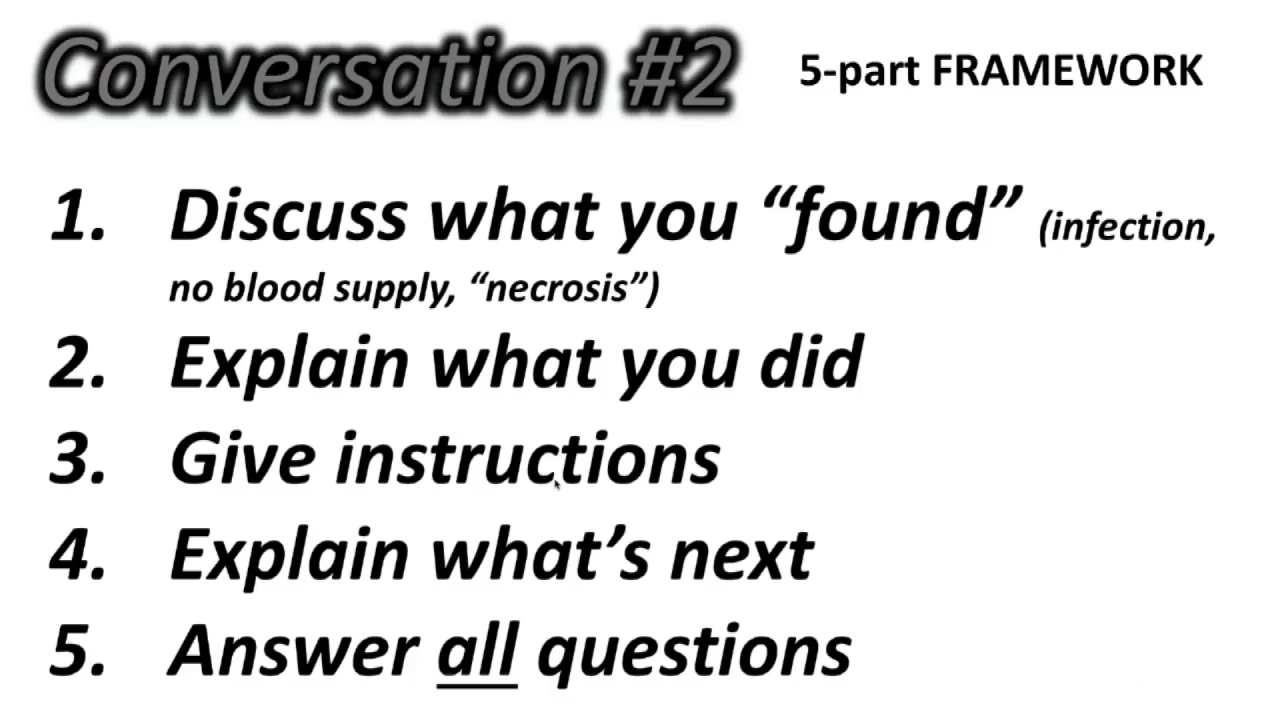 Conversation #2
5-part FRAMEWORK
1. Discuss what you “found” (infection,
no blood supply, “necrosis”)
2. Explain what you did
3. Give instructions
4. Explain what’s next
5. Answer all questions